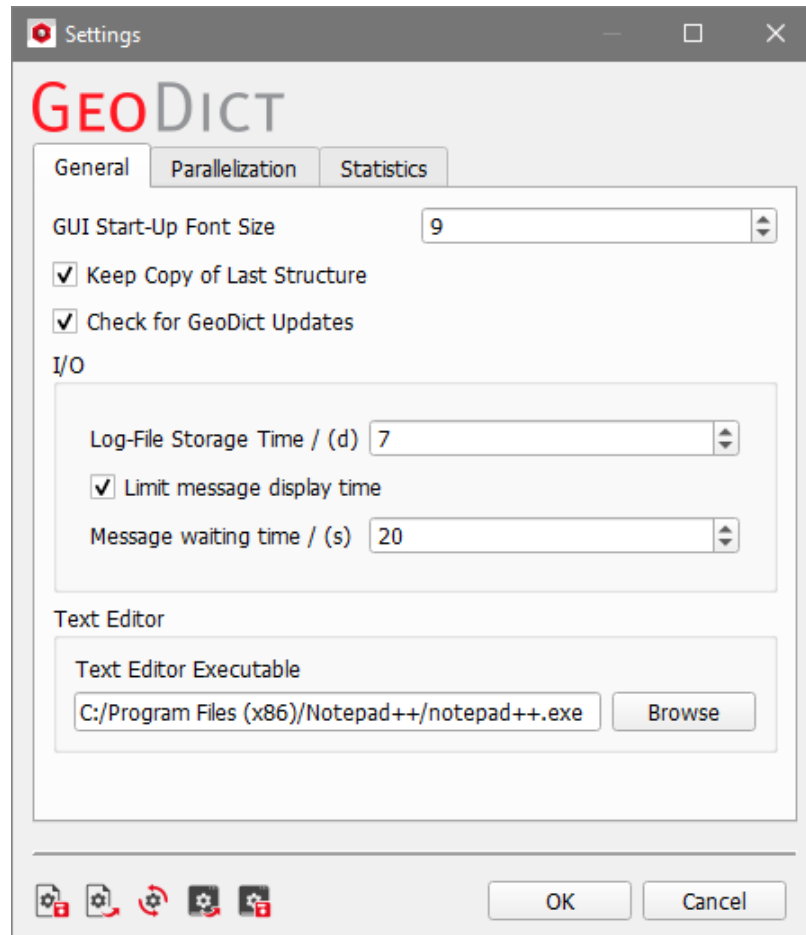 Settings
GEODICT
General Parallelization Statistics
GUI Start-Up Font Size 9
Keep Copy of Last Structure
Check for GeoDict Updates
I/O
Log-File Storage Time / (d) 7
Limit message display time
Message waiting time / (s) 20
Text Editor
Text Editor Executable
C:/Program Files (x86)/Notepad++/notepad++.exe Browse
OK Cancel